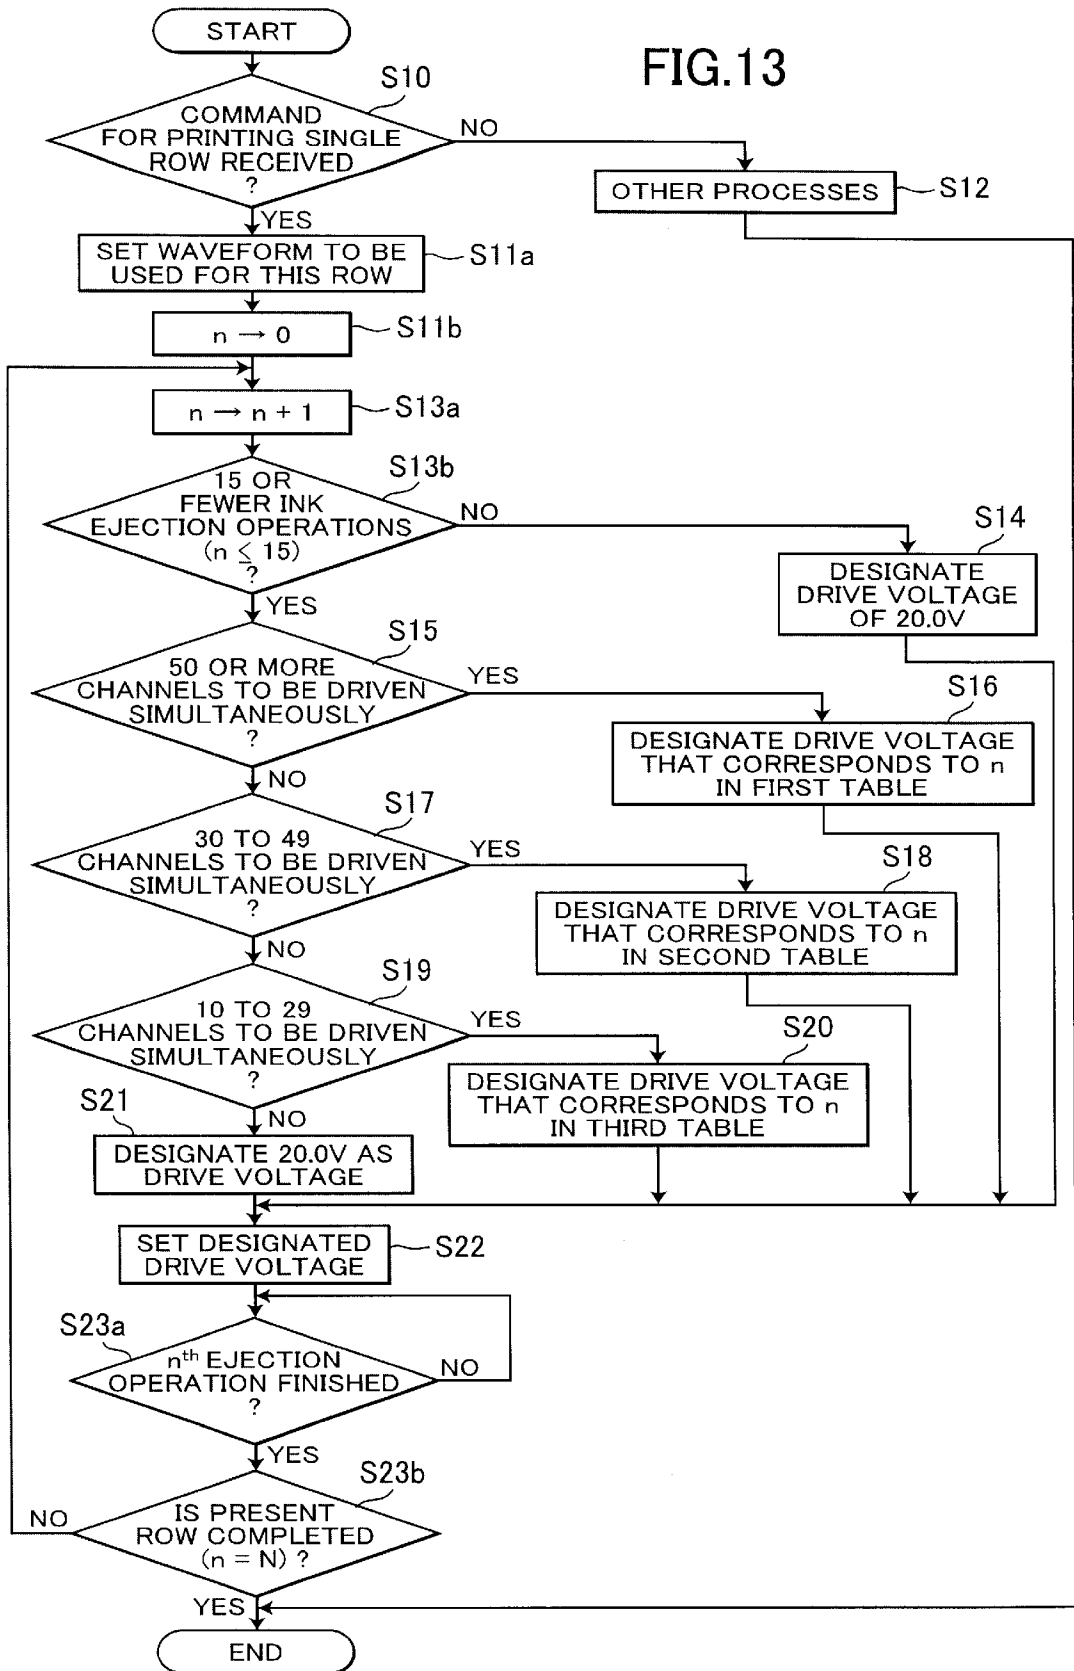 START
FIG.13
S10
COMMAND
FOR PRINTING SINGLE
ROW RECEIVED
?
NO
YES
OTHER PROCESSES
S12
SET WAVEFORM TO BE
USED FOR THIS ROW
S11a
n → 0
S11b
n → n + 1
S13a
S13b
15 OR
FEWER INK
EJECTION OPERATIONS
(n ≤ 15)
?
NO
YES
S14
DESIGNATE
DRIVE VOLTAGE
OF 20.0V
S15
50 OR MORE
CHANNELS TO BE DRIVEN
SIMULTANEOUSLY
?
YES
NO
S16
DESIGNATE DRIVE VOLTAGE
THAT CORRESPONDS TO n
IN FIRST TABLE
S17
30 TO 49
CHANNELS TO BE DRIVEN
SIMULTANEOUSLY
?
YES
NO
S18
DESIGNATE DRIVE VOLTAGE
THAT CORRESPONDS TO n
IN SECOND TABLE
S19
10 TO 29
CHANNELS TO BE DRIVEN
SIMULTANEOUSLY
?
YES
NO
S20
DESIGNATE DRIVE VOLTAGE
THAT CORRESPONDS TO n
IN THIRD TABLE
S21
DESIGNATE 20.0V AS
DRIVE VOLTAGE
SET DESIGNATED
DRIVE VOLTAGE
S22
S23a
nth EJECTION
OPERATION FINISHED
?
NO
YES
S23b
IS PRESENT
ROW COMPLETED
(n = N) ?
NO
YES
END